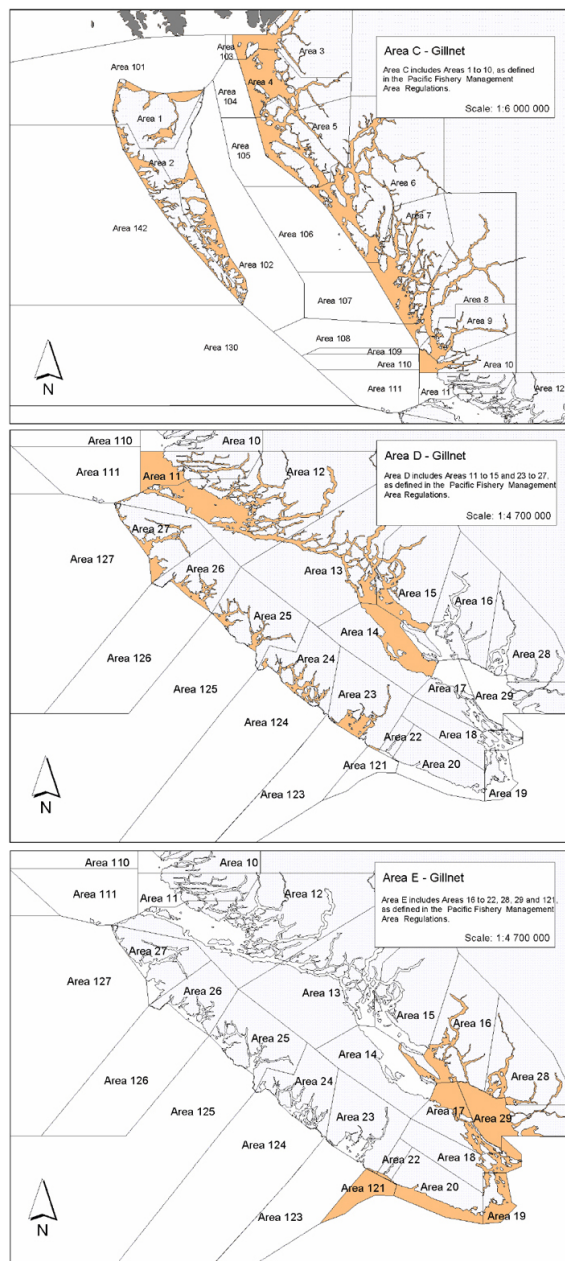 Area C - Gillnet
Area C includes Areas 1 to 10, as defined
in the Pacific Fishery Management
Area Regulations.
Scale: 1:6 000 000
Area 3
Area 103
Area 101
Area 4
Area 104
Area 1
Area 5
Area 105
Area 2
Area 6
Area 7
Area 142
Area 106
Area 102
Area 107
Area 8
Area 9
Area 108
Area 130
Area 109
Area 110
Area 10
Area 111
Area 11
Area 12
N
Area D - Gillnet
Area D includes Areas 11 to 15 and 23 to 27,
as defined in the Pacific Fishery Management
Area Regulations.
Scale: 1:4 700 000
Area 110
Area 10
Area 111
Area 11
Area 12
Area 27
Area 127
Area 26
Area 13
Area 15
Area 16
Area 25
Area 14
Area 126
Area 24
Area 28
Area 125
Area 23
Area 17
Area 29
Area 124
Area 22
Area 18
Area 121
Area 20
Area 123
Area 19
N
Area E - Gillnet
Area E includes Areas 16 to 22, 28, 29 and 121,
as defined in the Pacific Fishery Management
Area Regulations.
Scale: 1:4 700 000
Area 110
Area 10
Area 111
Area 11
Area 12
Area 27
Area 127
Area 26
Area 13
Area 15
Area 16
Area 25
Area 14
Area 28
Area 126
Area 24
Area 125
Area 23
Area 17
Area 29
Area 124
Area 22
Area 18
Area 121
Area 20
Area 123
Area 19
N